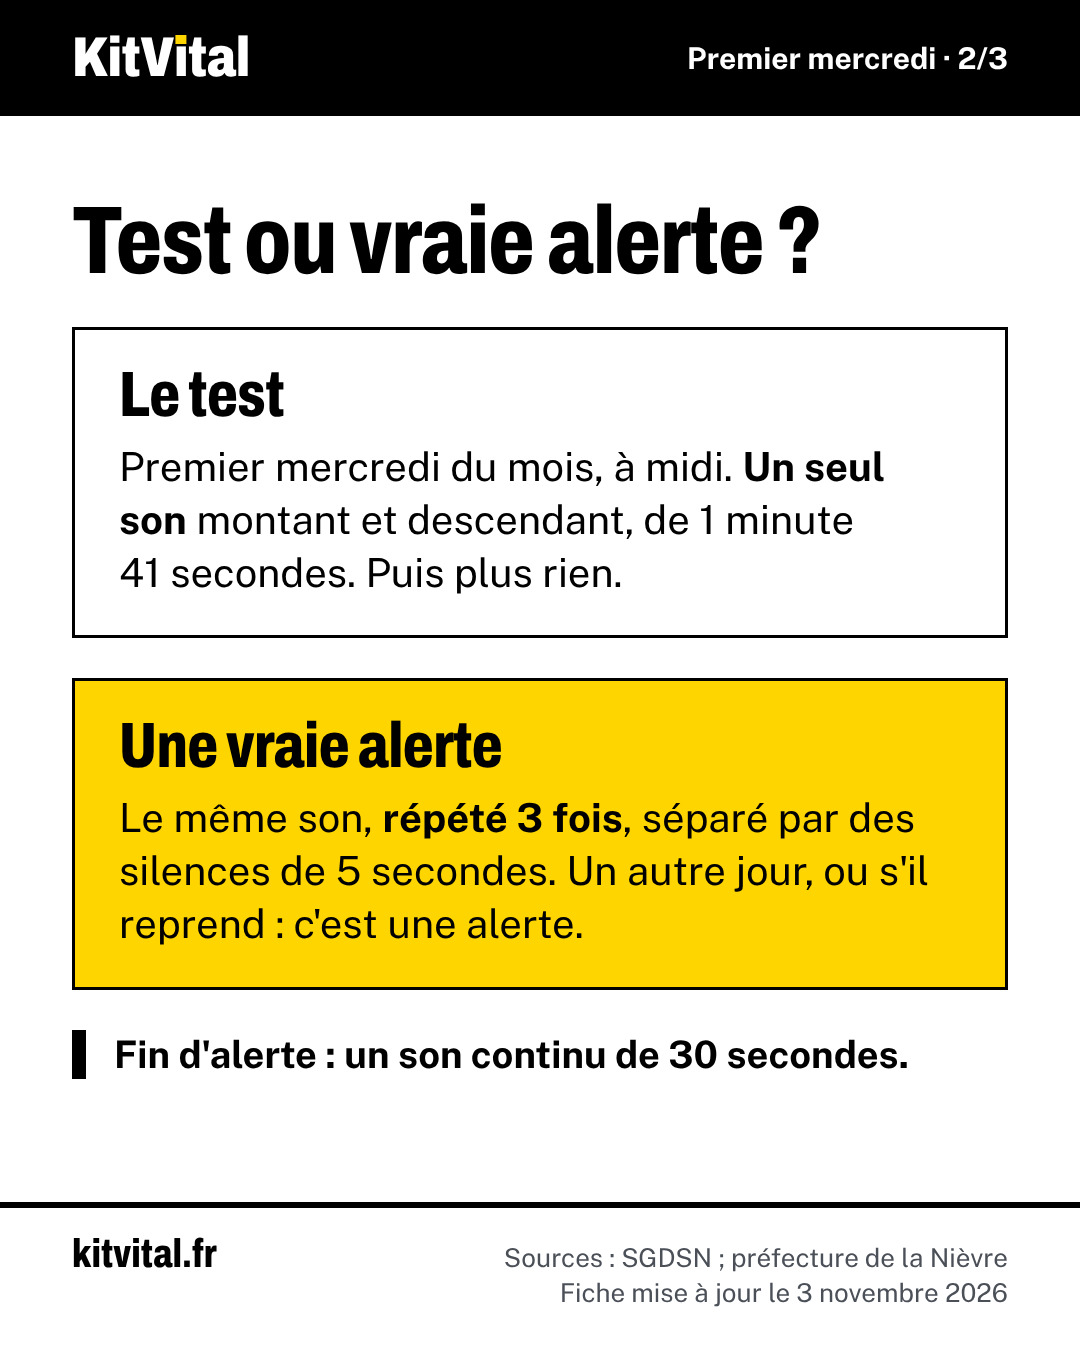 KitVital
Premier mercredi · 2/3
Test ou vraie alerte ?
Le test
Premier mercredi du mois, à midi. Un seul
son montant et descendant, de 1 minute
41 secondes. Puis plus rien.
Une vraie alerte
Le même son, répété 3 fois, séparé par des
silences de 5 secondes. Un autre jour, ou s'il
reprend : c'est une alerte.
Fin d'alerte : un son continu de 30 secondes.
kitvital.fr
Sources : SGDSN ; préfecture de la Nièvre
Fiche mise à jour le 3 novembre 2026